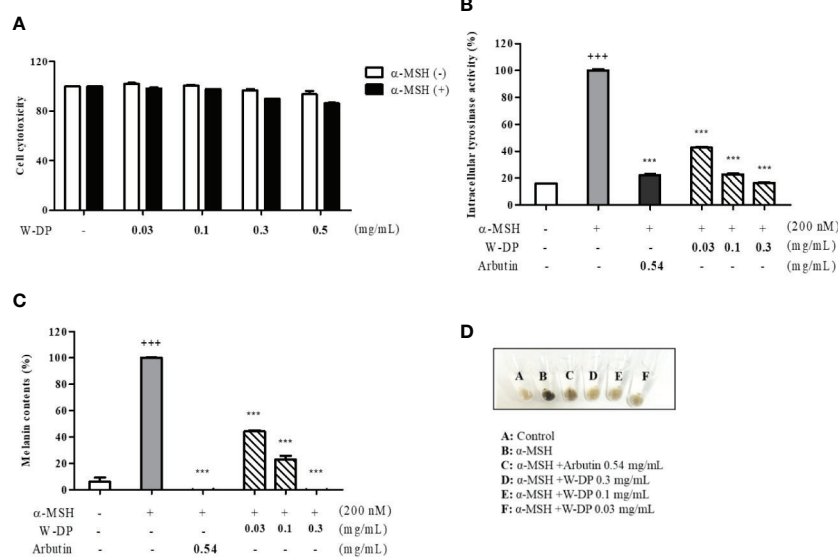 A
Cell cytotoxicity
120
80
40
0
α-MSH (-)
α-MSH (+)
W-DP - 0.03 0.1 0.3 0.5 (mg/mL)
B
Intracellular tyrosinase activity (%)
120
100
80
60
40
20
0
+++
***
***
***
***
α-MSH - + + + + + (200 nM)
W-DP - - - 0.03 0.1 0.3 (mg/mL)
Arbutin - - 0.54 - - - (mg/mL)
C
Melanin contents (%)
120
100
80
60
40
20
0
+++
***
***
***
***
α-MSH - + + + + + (200 nM)
W-DP - - - 0.03 0.1 0.3 (mg/mL)
Arbutin - - 0.54 - - - (mg/mL)
D
A B C D E F
A: Control
B: α-MSH
C: α-MSH +Arbutin 0.54 mg/mL
D: α-MSH +W-DP 0.3 mg/mL
E: α-MSH +W-DP 0.1 mg/mL
F: α-MSH +W-DP 0.03 mg/mL